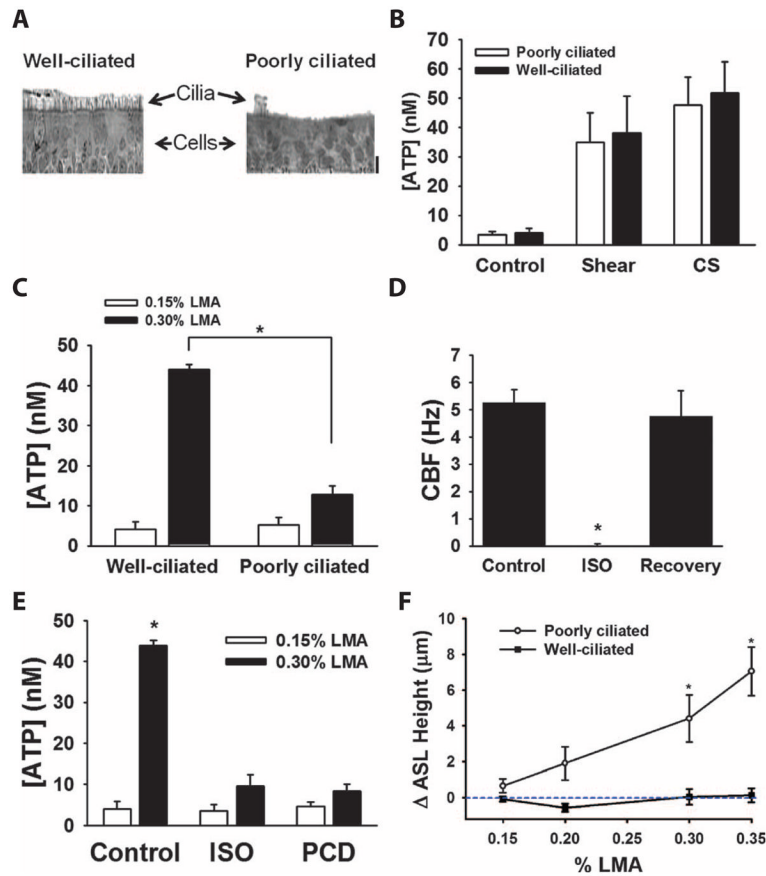 A
Well-ciliated
Poorly ciliated
Cilia
Cells
B
Poorly ciliated
Well-ciliated
[ATP] (nM)
70
60
50
40
30
20
10
0
Control Shear CS
C
0.15% LMA
0.30% LMA
*
[ATP] (nM)
50
40
30
20
10
0
Well-ciliated Poorly ciliated
D
CBF (Hz)
7
6
5
4
3
2
1
0
*
Control ISO Recovery
E
0.15% LMA
0.30% LMA
*
[ATP] (nM)
50
40
30
20
10
0
Control ISO PCD
F
Poorly ciliated
Well-ciliated
* *
Δ ASL Height (μm)
10
8
6
4
2
0
0.15 0.20 0.25 0.30 0.35
% LMA